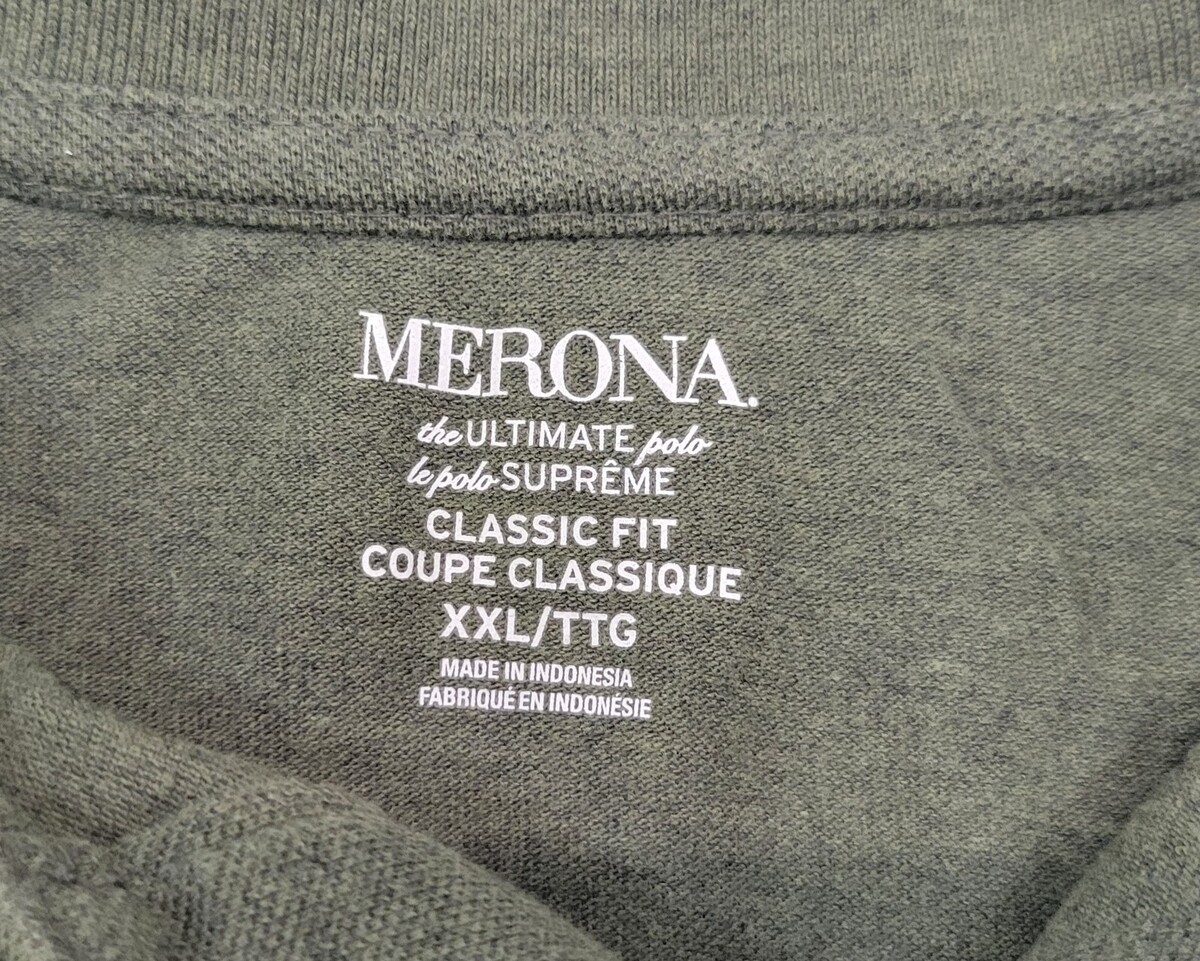 MERONA.
the ULTIMATE polo
le polo SUPRÊME
CLASSIC FIT
COUPE CLASSIQUE
XXL/TTG
MADE IN INDONESIA
FABRIQUÉ EN INDONÉSIE